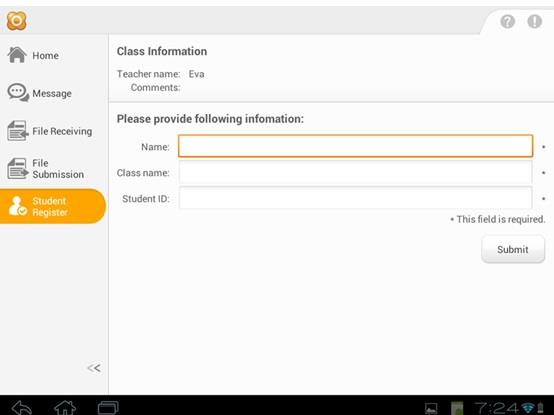 Home
Message
File Receiving
File
Submission
Student
Register
<<
Class Information
Teacher name: Eva
Comments:
Please provide following infomation:
Name: *
Class name: *
Student ID: *
* This field is required.
Submit
7:24